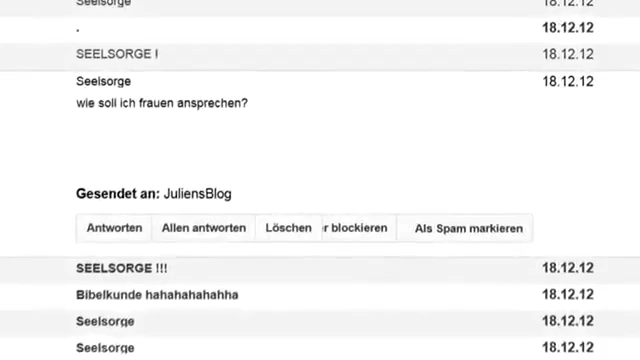 Seelsorge 18.12.12
. 18.12.12
SEELSORGE ! 18.12.12
Seelsorge 18.12.12
wie soll ich frauen ansprechen?
Gesendet an: JuliensBlog
Antworten Allen antworten Löschen r blockieren Als Spam markieren
SEELSORGE !!! 18.12.12
Bibelkunde hahahahahahha 18.12.12
Seelsorge 18.12.12
Seelsorge 18.12.12